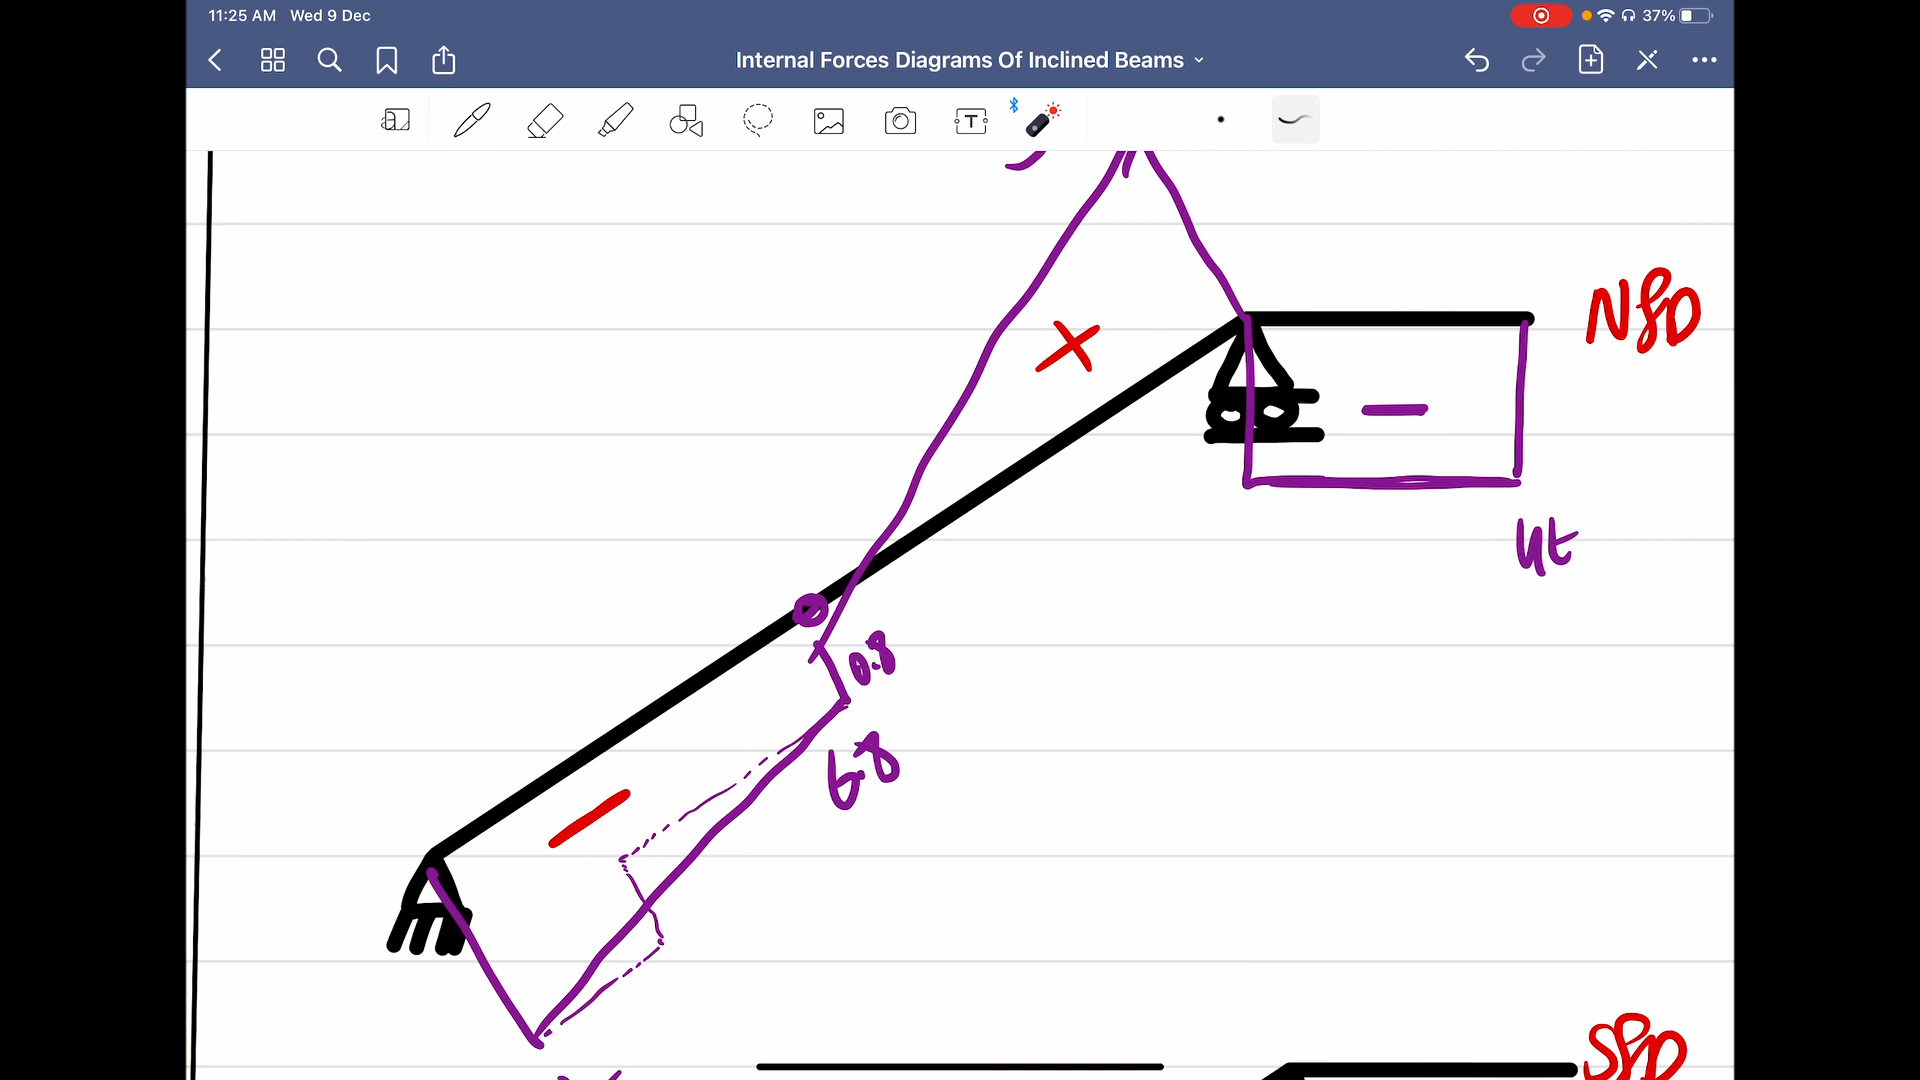 11:25 AM Wed 9 Dec
37%
Internal Forces Diagrams Of Inclined Beams
T
NFD
-
4t
0.8
6.8
-
SFD